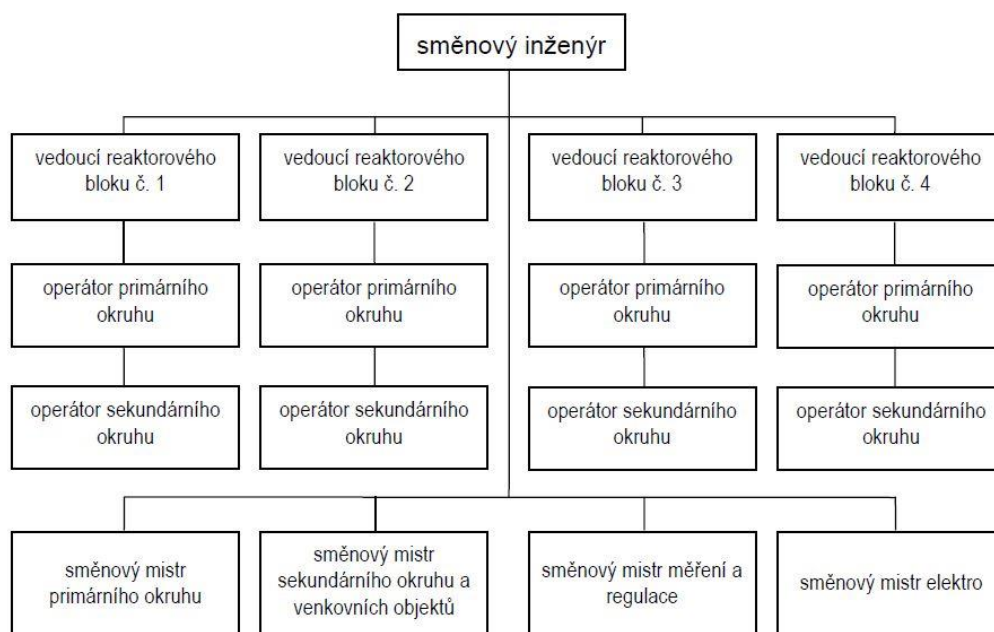 směnový inženýr
vedoucí reaktorového
bloku č. 1
vedoucí reaktorového
bloku č. 2
vedoucí reaktorového
bloku č. 3
vedoucí reaktorového
bloku č. 4
operátor primárního
okruhu
operátor primárního
okruhu
operátor primárního
okruhu
operátor primárního
okruhu
operátor sekundárního
okruhu
operátor sekundárního
okruhu
operátor sekundárního
okruhu
operátor sekundárního
okruhu
směnový mistr
primárního okruhu
směnový mistr
sekundárního okruhu a
venkovních objektů
směnový mistr měření a
regulace
směnový mistr elektro